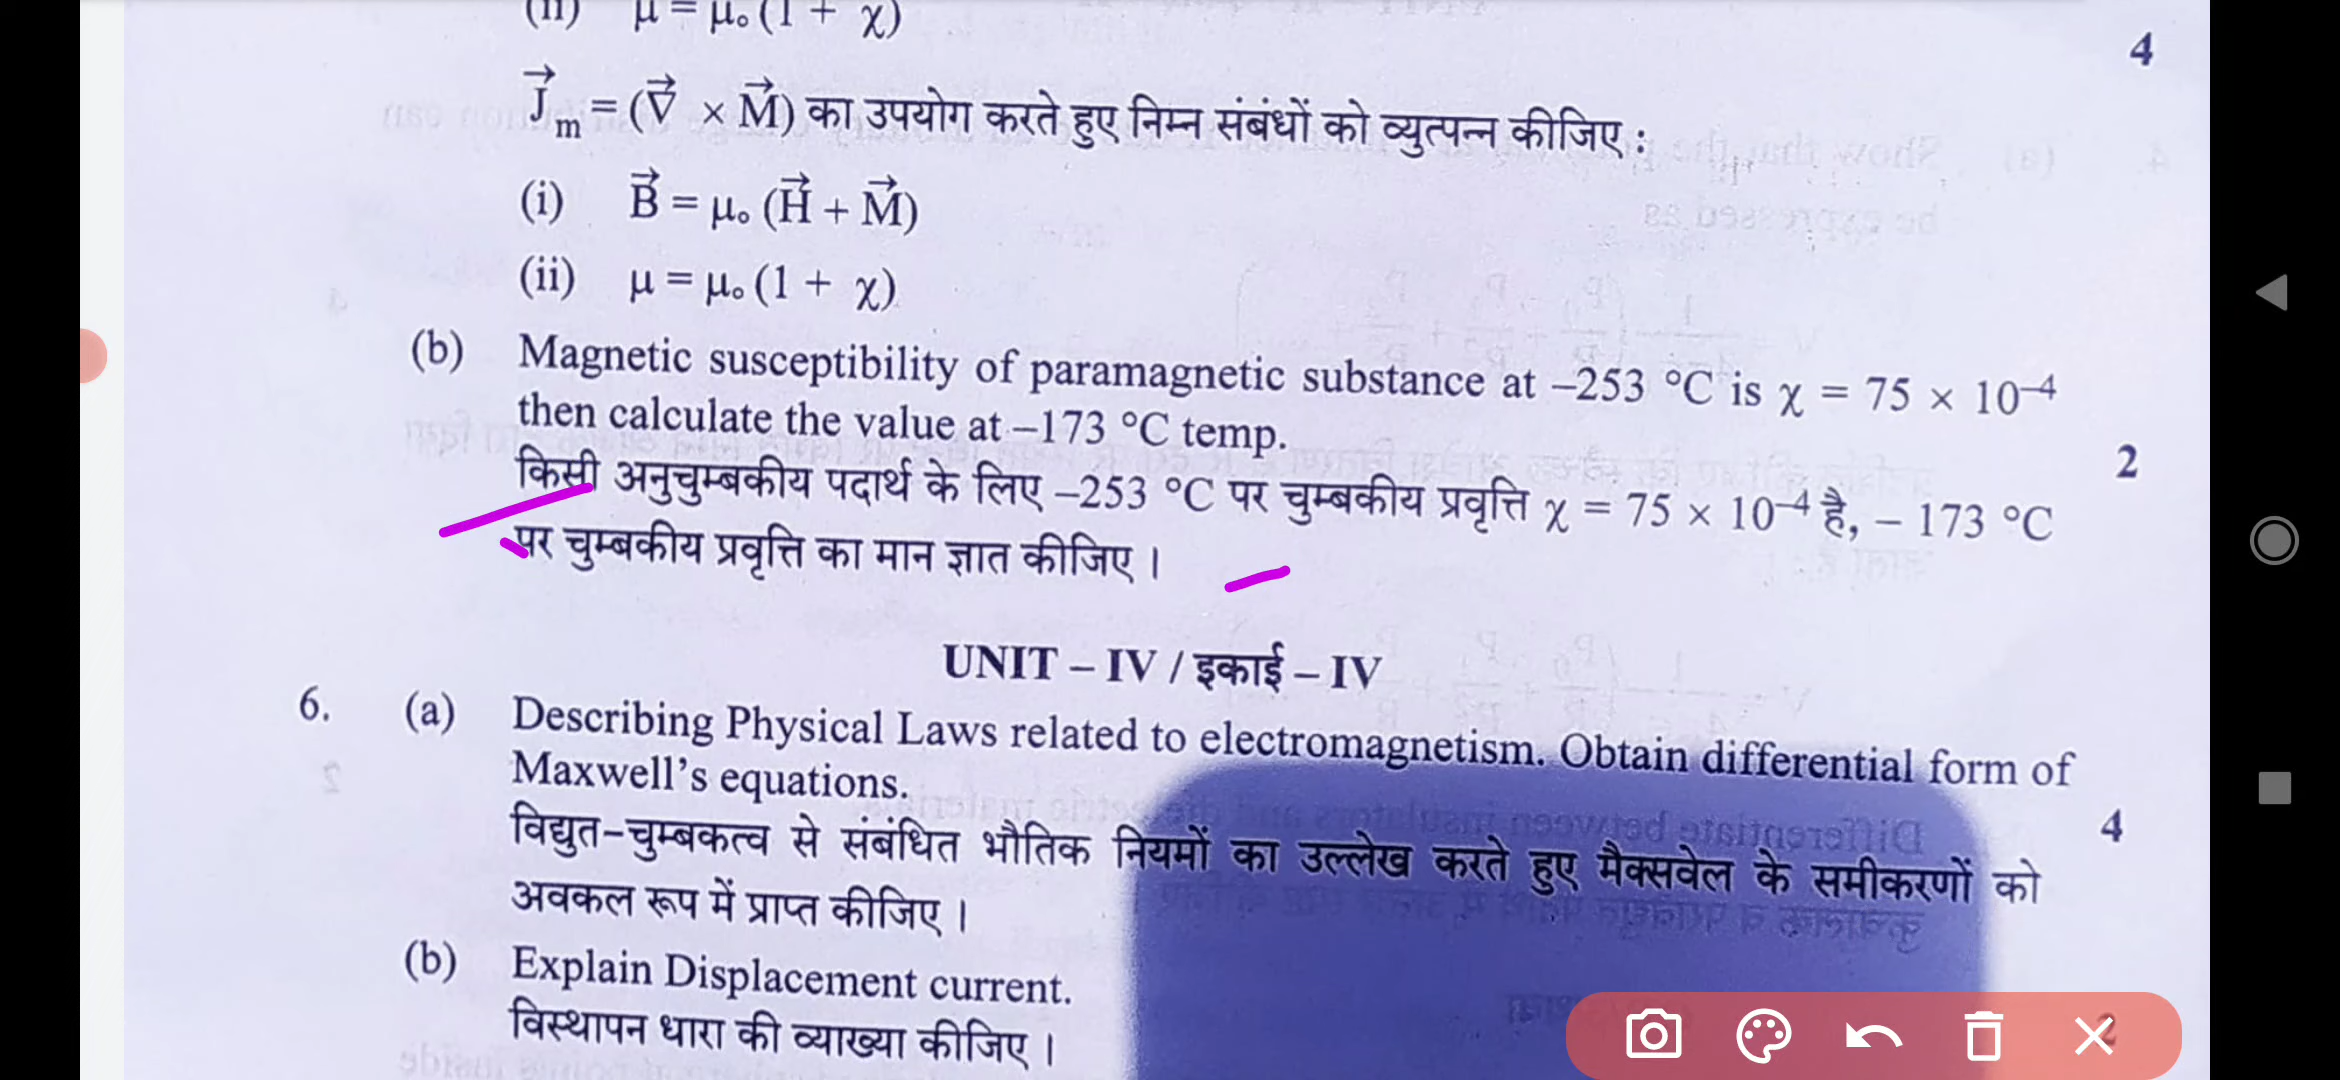 (ii) μ = μ₀ (1 + χ)
4
J⃗m = (∇⃗ × M⃗) का उपयोग करते हुए निम्न संबंधों को व्युत्पन्न कीजिए :
(i) B⃗ = μ₀ (H⃗ + M⃗)
(ii) μ = μ₀ (1 + χ)
(b) Magnetic susceptibility of paramagnetic substance at –253 °C is χ = 75 × 10⁻⁴
then calculate the value at –173 °C temp.
2
किसी अनुचुम्बकीय पदार्थ के लिए –253 °C पर चुम्बकीय प्रवृत्ति χ = 75 × 10⁻⁴ है, – 173 °C
पर चुम्बकीय प्रवृत्ति का मान ज्ञात कीजिए ।
UNIT – IV / इकाई – IV
6. (a) Describing Physical Laws related to electromagnetism. Obtain differential form of
Maxwell's equations.
4
विद्युत-चुम्बकत्व से संबंधित भौतिक नियमों का उल्लेख करते हुए मैक्सवेल के समीकरणों को
अवकल रूप में प्राप्त कीजिए ।
(b) Explain Displacement current.
2
विस्थापन धारा की व्याख्या कीजिए ।